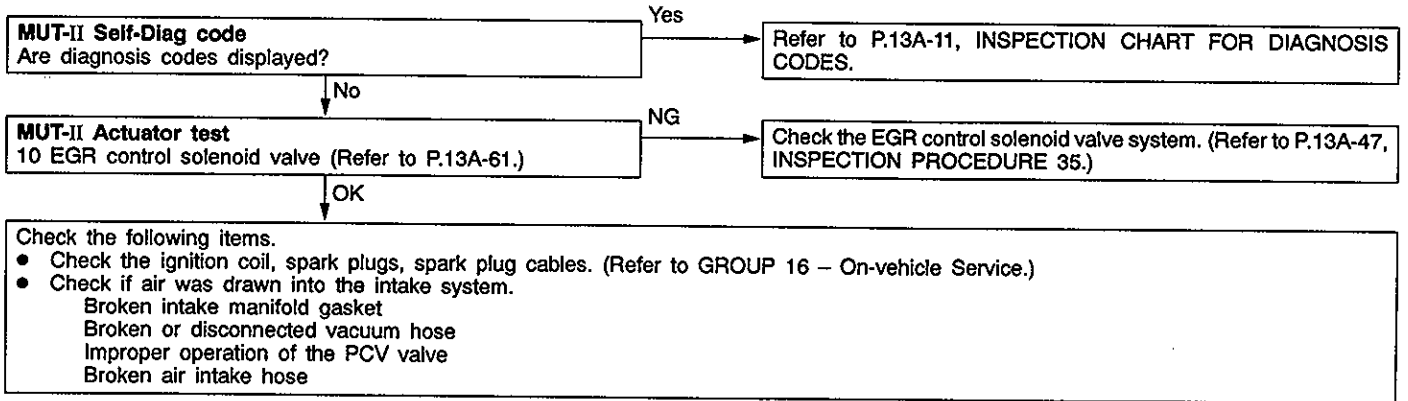 Yes
MUT-II Self-Diag code
Are diagnosis codes displayed?
Refer to P.13A-11, INSPECTION CHART FOR DIAGNOSIS
CODES.
No
NG
MUT-II Actuator test
10 EGR control solenoid valve (Refer to P.13A-61.)
Check the EGR control solenoid valve system. (Refer to P.13A-47,
INSPECTION PROCEDURE 35.)
OK
Check the following items.
● Check the ignition coil, spark plugs, spark plug cables. (Refer to GROUP 16 – On-vehicle Service.)
● Check if air was drawn into the intake system.
Broken intake manifold gasket
Broken or disconnected vacuum hose
Improper operation of the PCV valve
Broken air intake hose